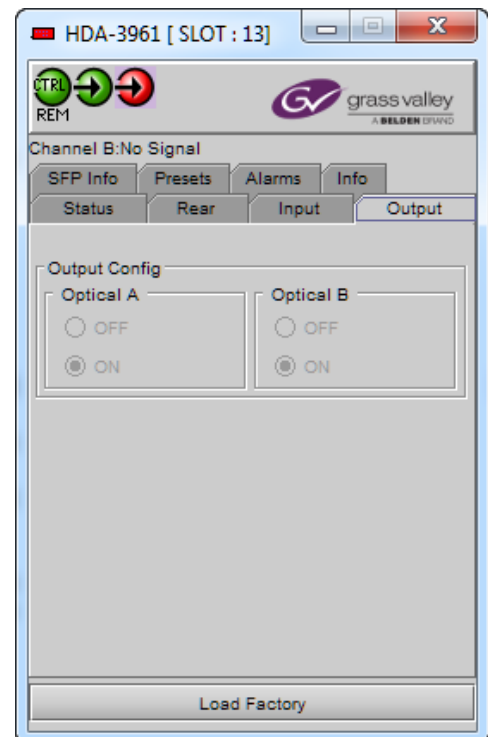 HDA-3961 [ SLOT : 13]
CTRL
REM
GV grass valley
A BELDEN BRAND
Channel B:No Signal
SFP Info Presets Alarms Info
Status Rear Input Output
Output Config
Optical A Optical B
OFF OFF
ON ON
Load Factory